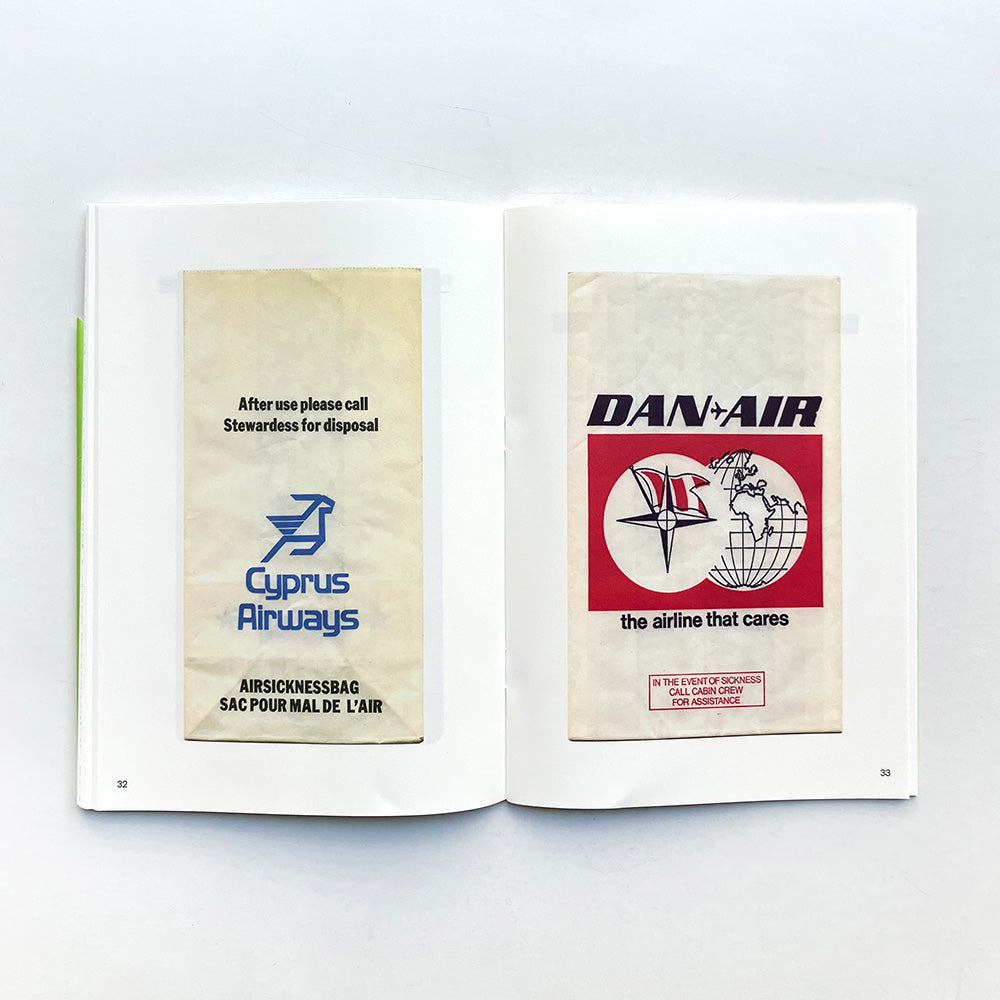 After use please call
Stewardess for disposal
Cyprus
Airways
AIRSICKNESSBAG
SAC POUR MAL DE L'AIR
32
DAN AIR
the airline that cares
IN THE EVENT OF SICKNESS
CALL CABIN CREW
FOR ASSISTANCE
33